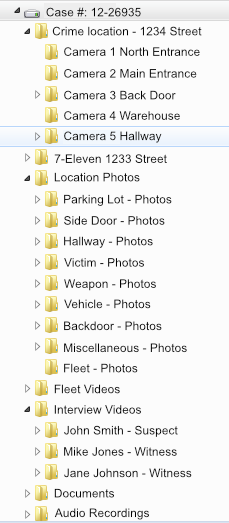 Case #: 12-26935
Crime location - 1234 Street
Camera 1 North Entrance
Camera 2 Main Entrance
Camera 3 Back Door
Camera 4 Warehouse
Camera 5 Hallway
7-Eleven 1233 Street
Location Photos
Parking Lot - Photos
Side Door - Photos
Hallway - Photos
Victim - Photos
Weapon - Photos
Vehicle - Photos
Backdoor - Photos
Miscellaneous - Photos
Fleet - Photos
Fleet Videos
Interview Videos
John Smith - Suspect
Mike Jones - Witness
Jane Johnson - Witness
Documents
Audio Recordings